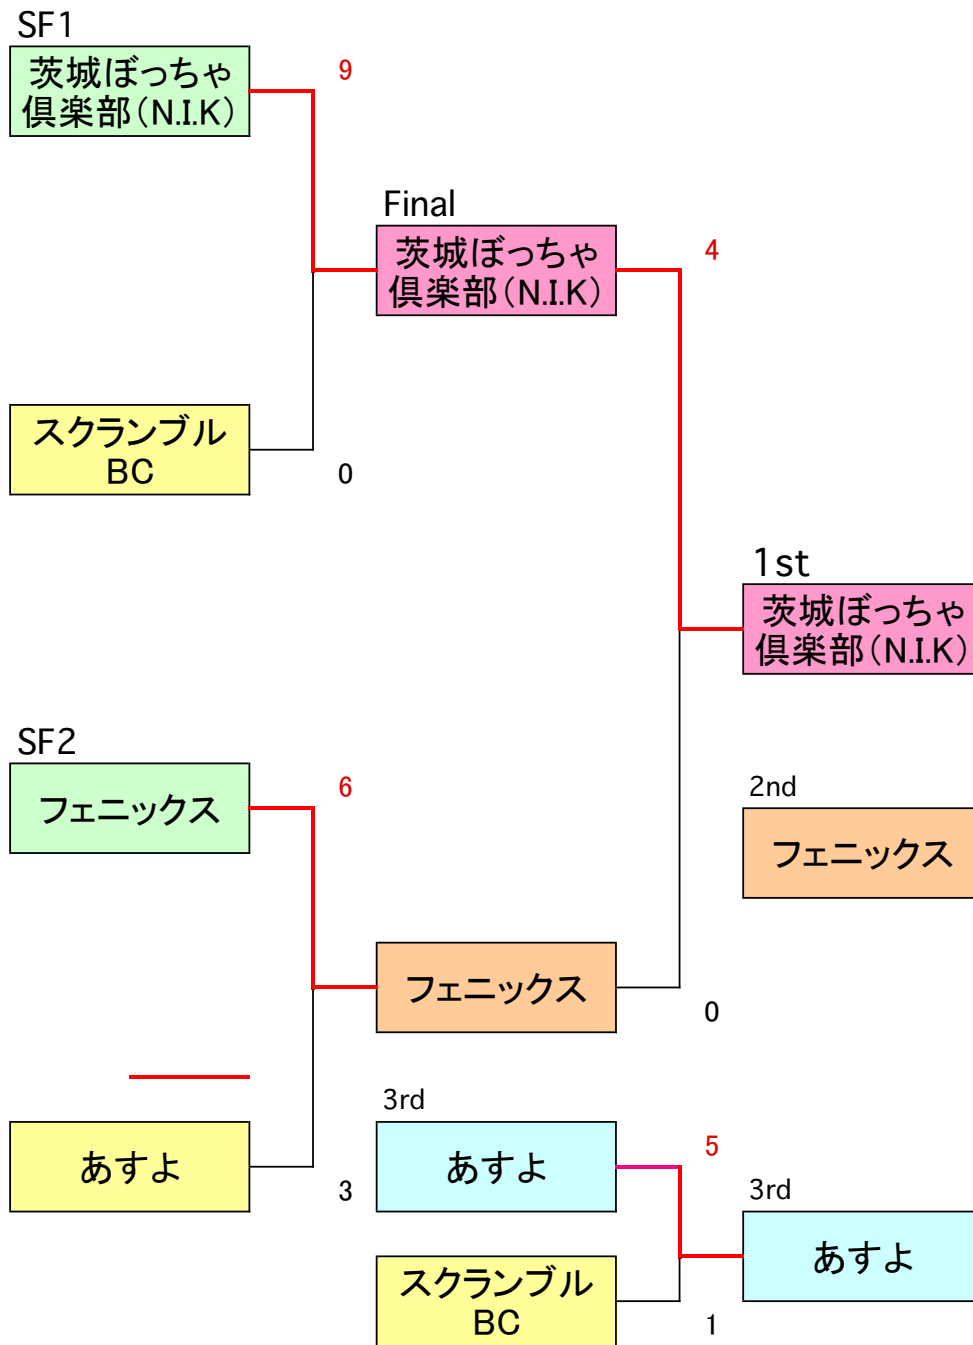 SF1
茨城ぼっちゃ
倶楽部(N.I.K)
9
Final
茨城ぼっちゃ
倶楽部(N.I.K)
4
スクランブル
BC
0
1st
茨城ぼっちゃ
倶楽部(N.I.K)
SF2
フェニックス
6
2nd
フェニックス
フェニックス
0
3rd
あすよ
3
あすよ
5
3rd
あすよ
スクランブル
BC
1